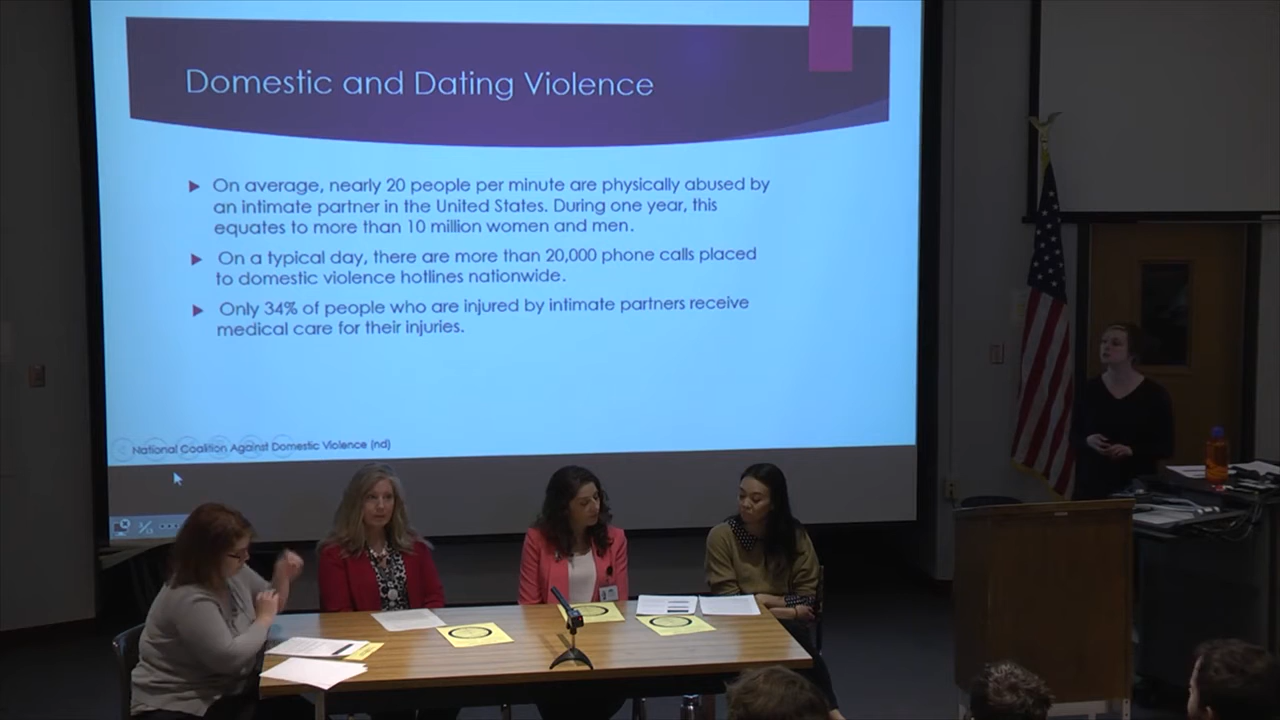 Domestic and Dating Violence
On average, nearly 20 people per minute are physically abused by
an intimate partner in the United States. During one year, this
equates to more than 10 million women and men.
On a typical day, there are more than 20,000 phone calls placed
to domestic violence hotlines nationwide.
Only 34% of people who are injured by intimate partners receive
medical care for their injuries.
National Coalition Against Domestic Violence (nd)